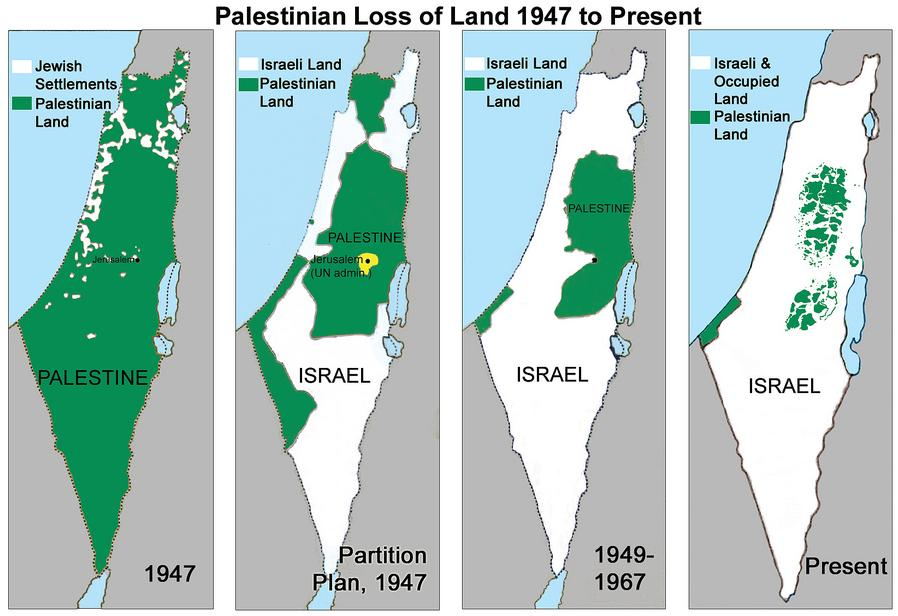 Palestinian Loss of Land 1947 to Present
Jewish
Settlements
Palestinian
Land
Jerusalem
PALESTINE
1947
Israeli Land
Palestinian
Land
PALESTINE
Jerusalem
(UN admin.)
ISRAEL
Partition
Plan, 1947
Israeli Land
Palestinian
Land
PALESTINE
ISRAEL
1949-
1967
Israeli &
Occupied
Land
Palestinian
Land
ISRAEL
Present